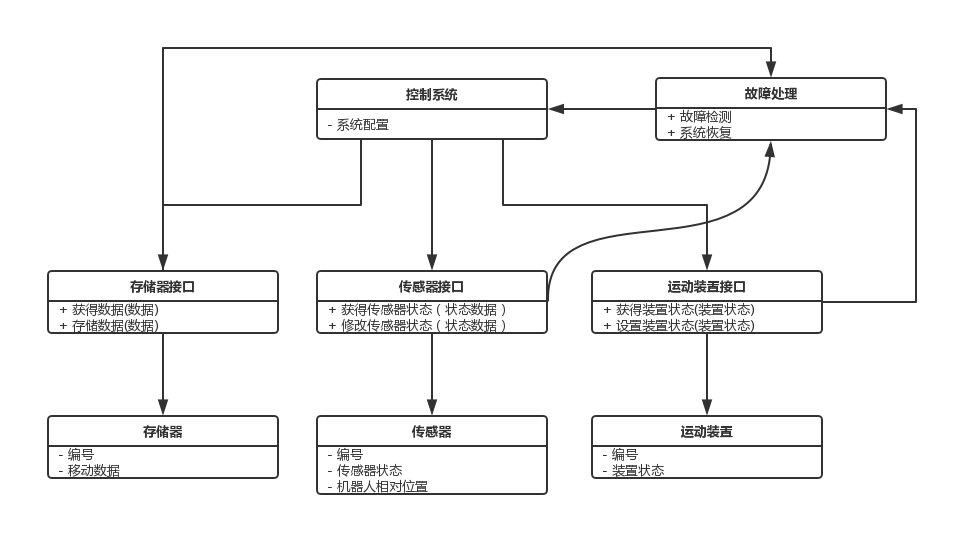 控制系统
- 系统配置
故障处理
+ 故障检测
+ 系统恢复
存储器接口
+ 获得数据(数据)
+ 存储数据(数据)
传感器接口
+ 获得传感器状态（状态数据）
+ 修改传感器状态（状态数据）
运动装置接口
+ 获得装置状态(装置状态)
+ 设置装置状态(装置状态)
存储器
- 编号
- 移动数据
传感器
- 编号
- 传感器状态
- 机器人相对位置
运动装置
- 编号
- 装置状态